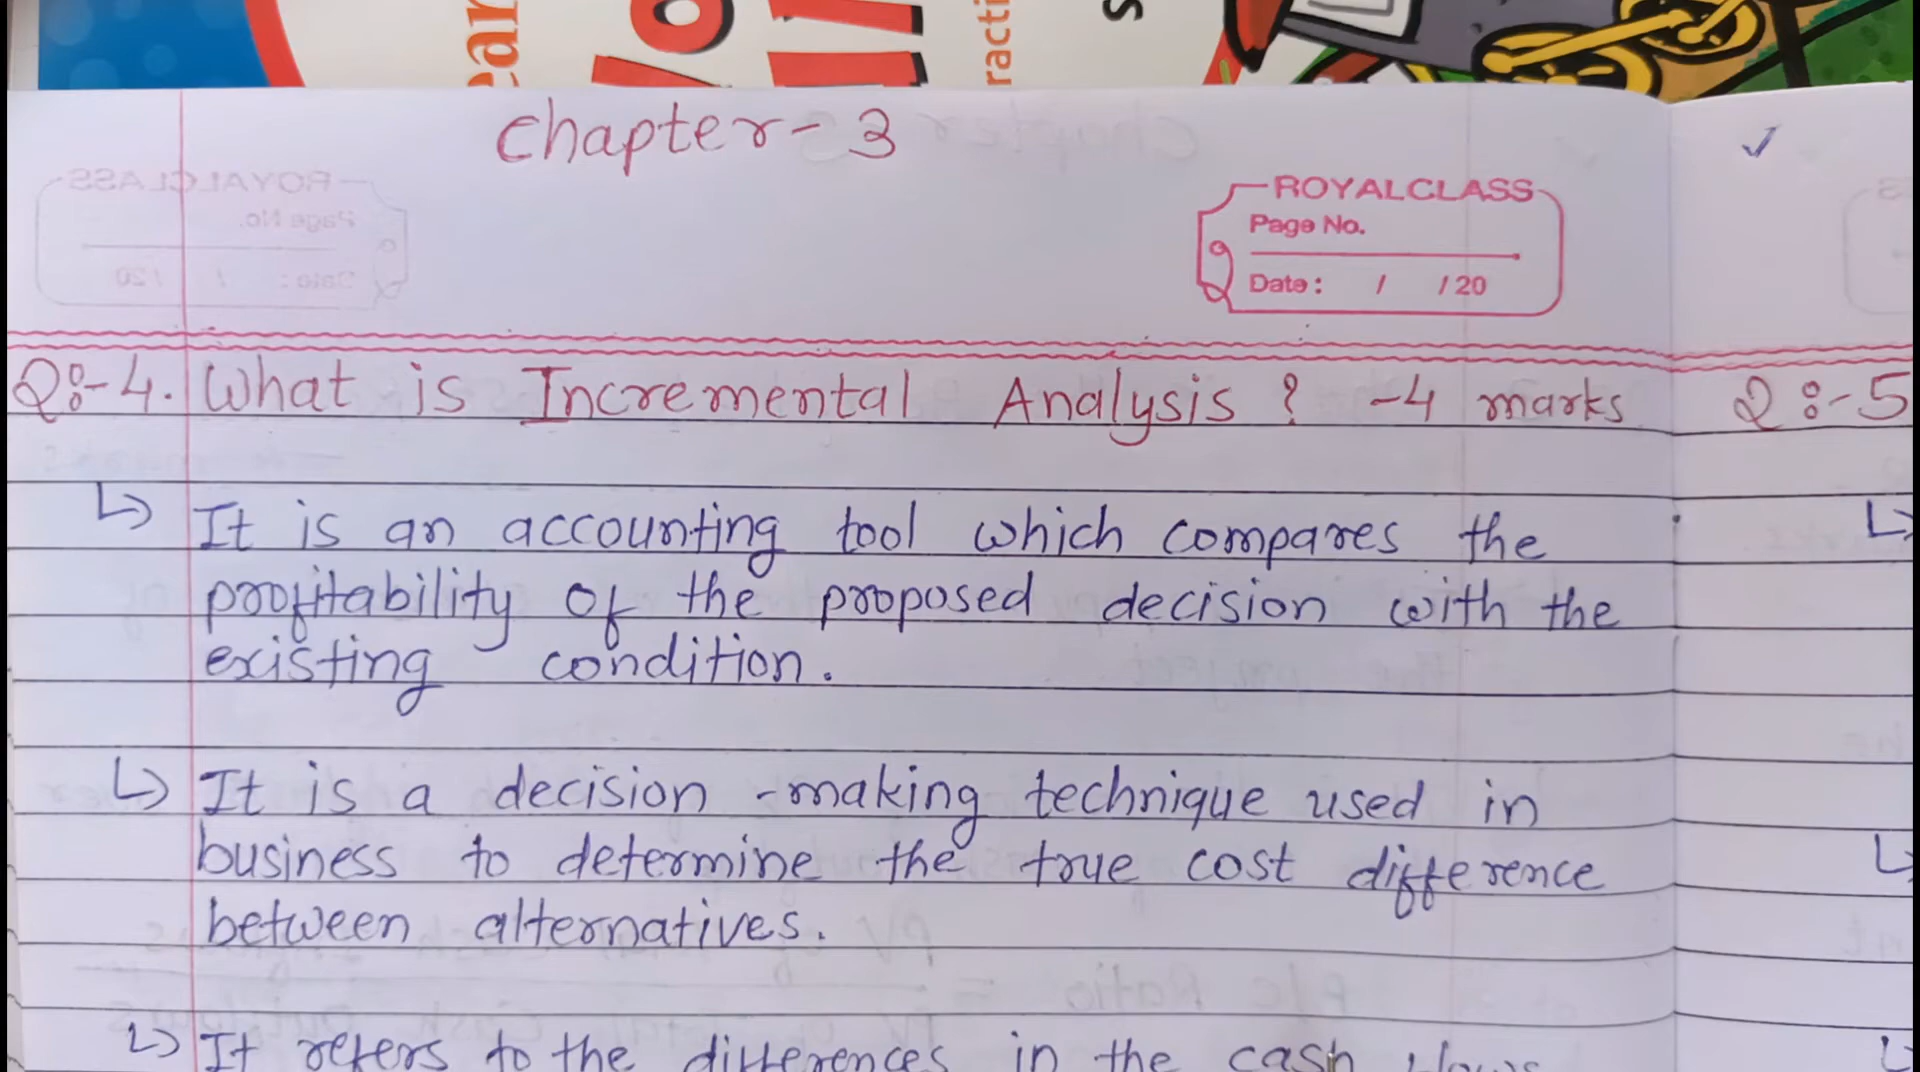 Chapter - 3
ROYALCLASS
Page No.
Date : / / 20
Q:-4. What is Incremental Analysis ? -4 marks
Q:-5
↳ It is an accounting tool which compares the
profitability of the proposed decision with the
existing condition.
↳ It is a decision-making technique used in
business to determine the true cost difference
between alternatives.
↳ It refers to the differences in the cash flows